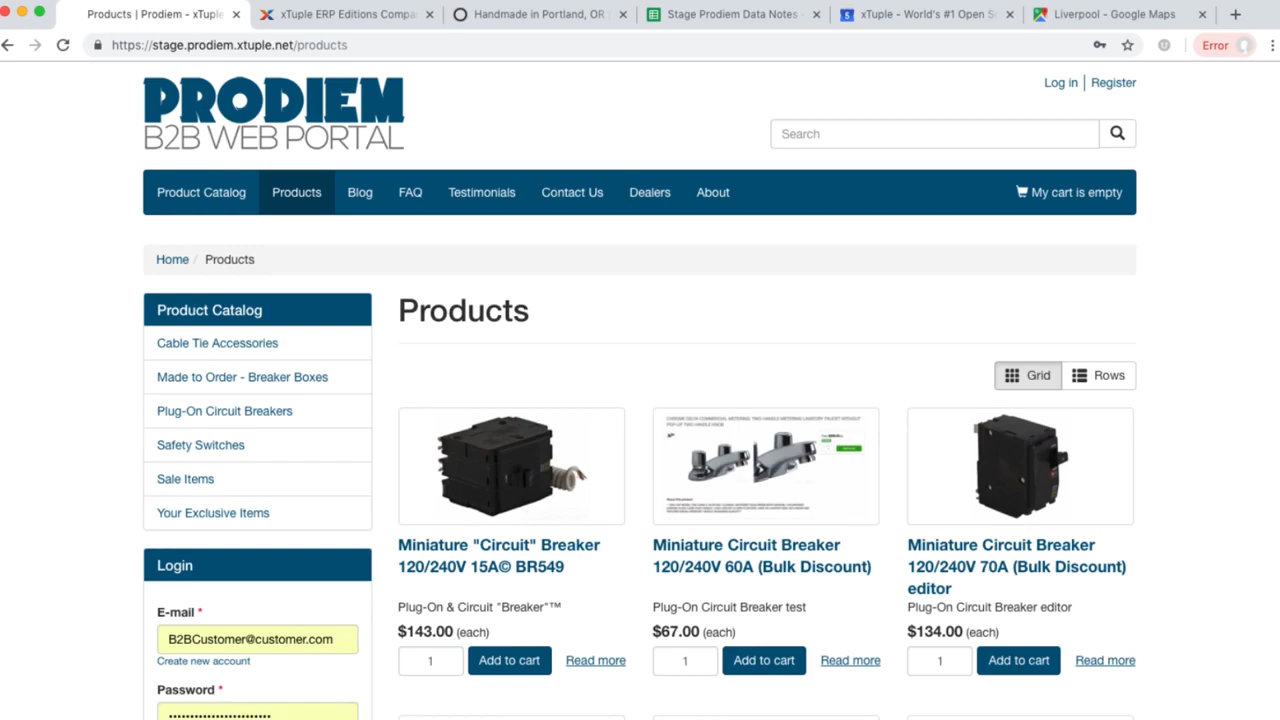 Products | Prodiem - xTuple
xTuple ERP Editions Compa
Handmade in Portland, OR
Stage Prodiem Data Notes -
xTuple - World's #1 Open S
Liverpool - Google Maps
https://stage.prodiem.xtuple.net/products
Error
PRODIEM
B2B WEB PORTAL
Log in | Register
Search
Product Catalog
Products
Blog
FAQ
Testimonials
Contact Us
Dealers
About
My cart is empty
Home / Products
Product Catalog
Cable Tie Accessories
Made to Order - Breaker Boxes
Plug-On Circuit Breakers
Safety Switches
Sale Items
Your Exclusive Items
Login
E-mail *
B2BCustomer@customer.com
Create new account
Password *
Products
Grid
Rows
Miniature "Circuit" Breaker
120/240V 15A© BR549
Plug-On & Circuit "Breaker"™
$143.00 (each)
1
Add to cart
Read more
Miniature Circuit Breaker
120/240V 60A (Bulk Discount)
Plug-On Circuit Breaker test
$67.00 (each)
1
Add to cart
Read more
Miniature Circuit Breaker
120/240V 70A (Bulk Discount)
editor
Plug-On Circuit Breaker editor
$134.00 (each)
1
Add to cart
Read more